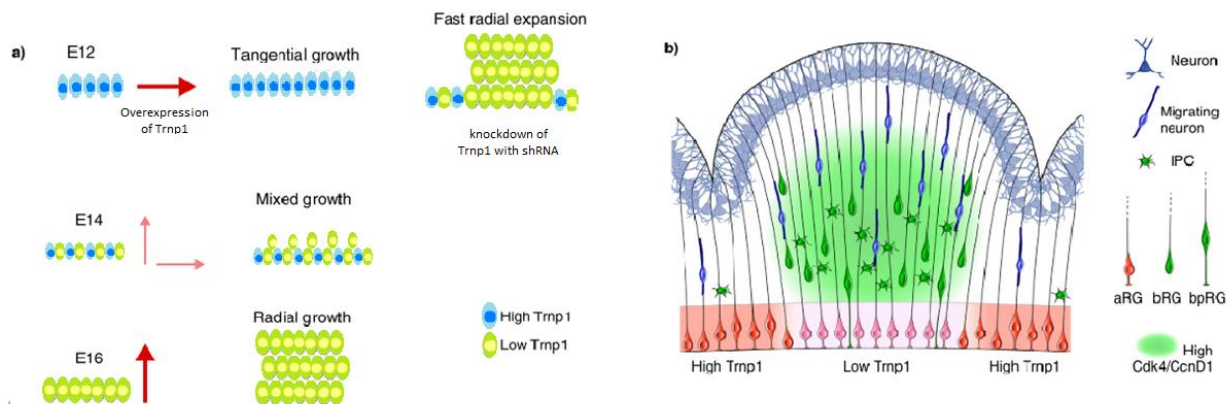 a)
E12
Overexpression
of Trnp1
Tangential growth
Fast radial expansion
knockdown of
Trnp1 with shRNA
E14
Mixed growth
E16
Radial growth
High Trnp1
Low Trnp1
b)
High Trnp1
Low Trnp1
High Trnp1
Neuron
Migrating
neuron
IPC
aRG
bRG
bpRG
High
Cdk4/CcnD1